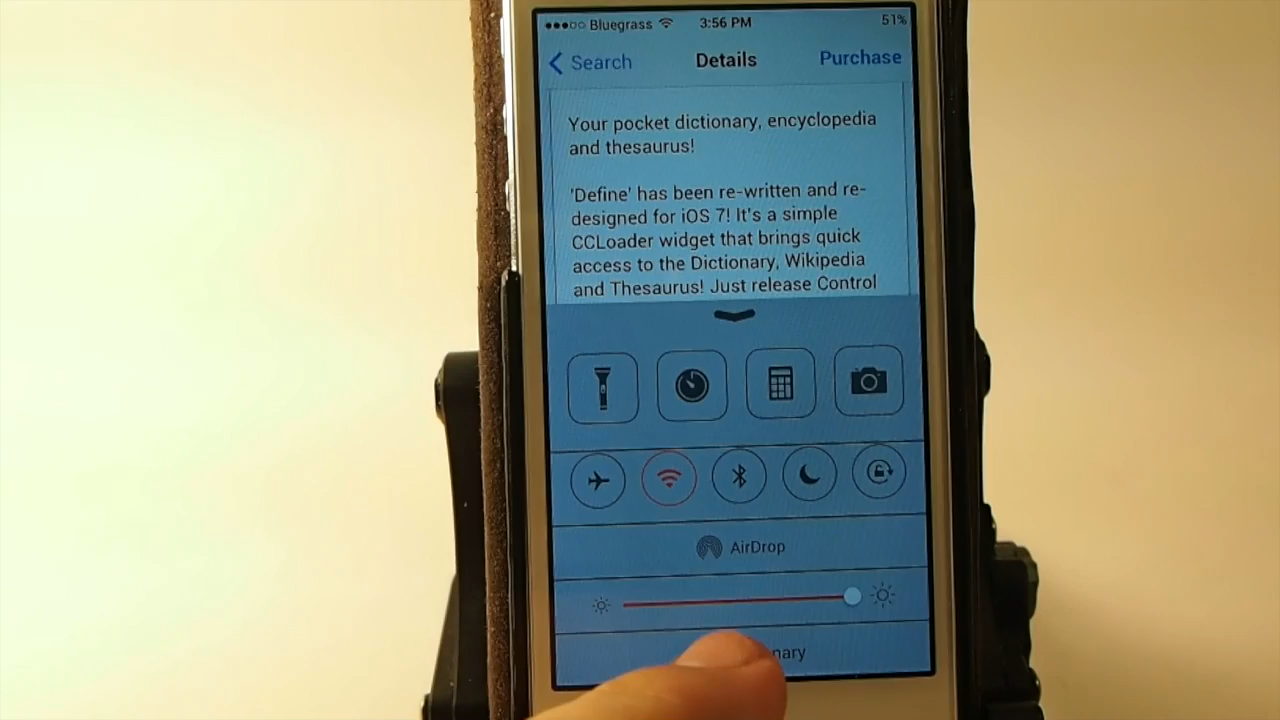 Bluegrass 3:56 PM 51%
Search Details Purchase
Your pocket dictionary, encyclopedia
and thesaurus!
'Define' has been re-written and re-
designed for iOS 7! It's a simple
CCLoader widget that brings quick
access to the Dictionary, Wikipedia
and Thesaurus! Just release Control
AirDrop
nary